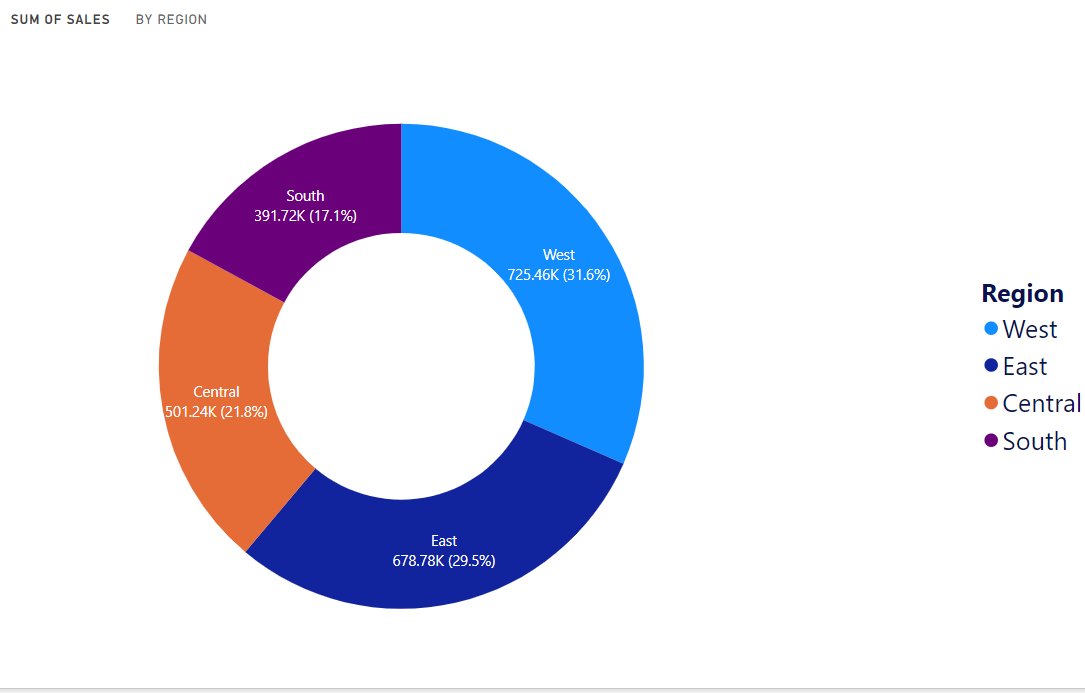 SUM OF SALES BY REGION
South
391.72K (17.1%)
West
725.46K (31.6%)
Central
501.24K (21.8%)
East
678.78K (29.5%)
Region
West
East
Central
South